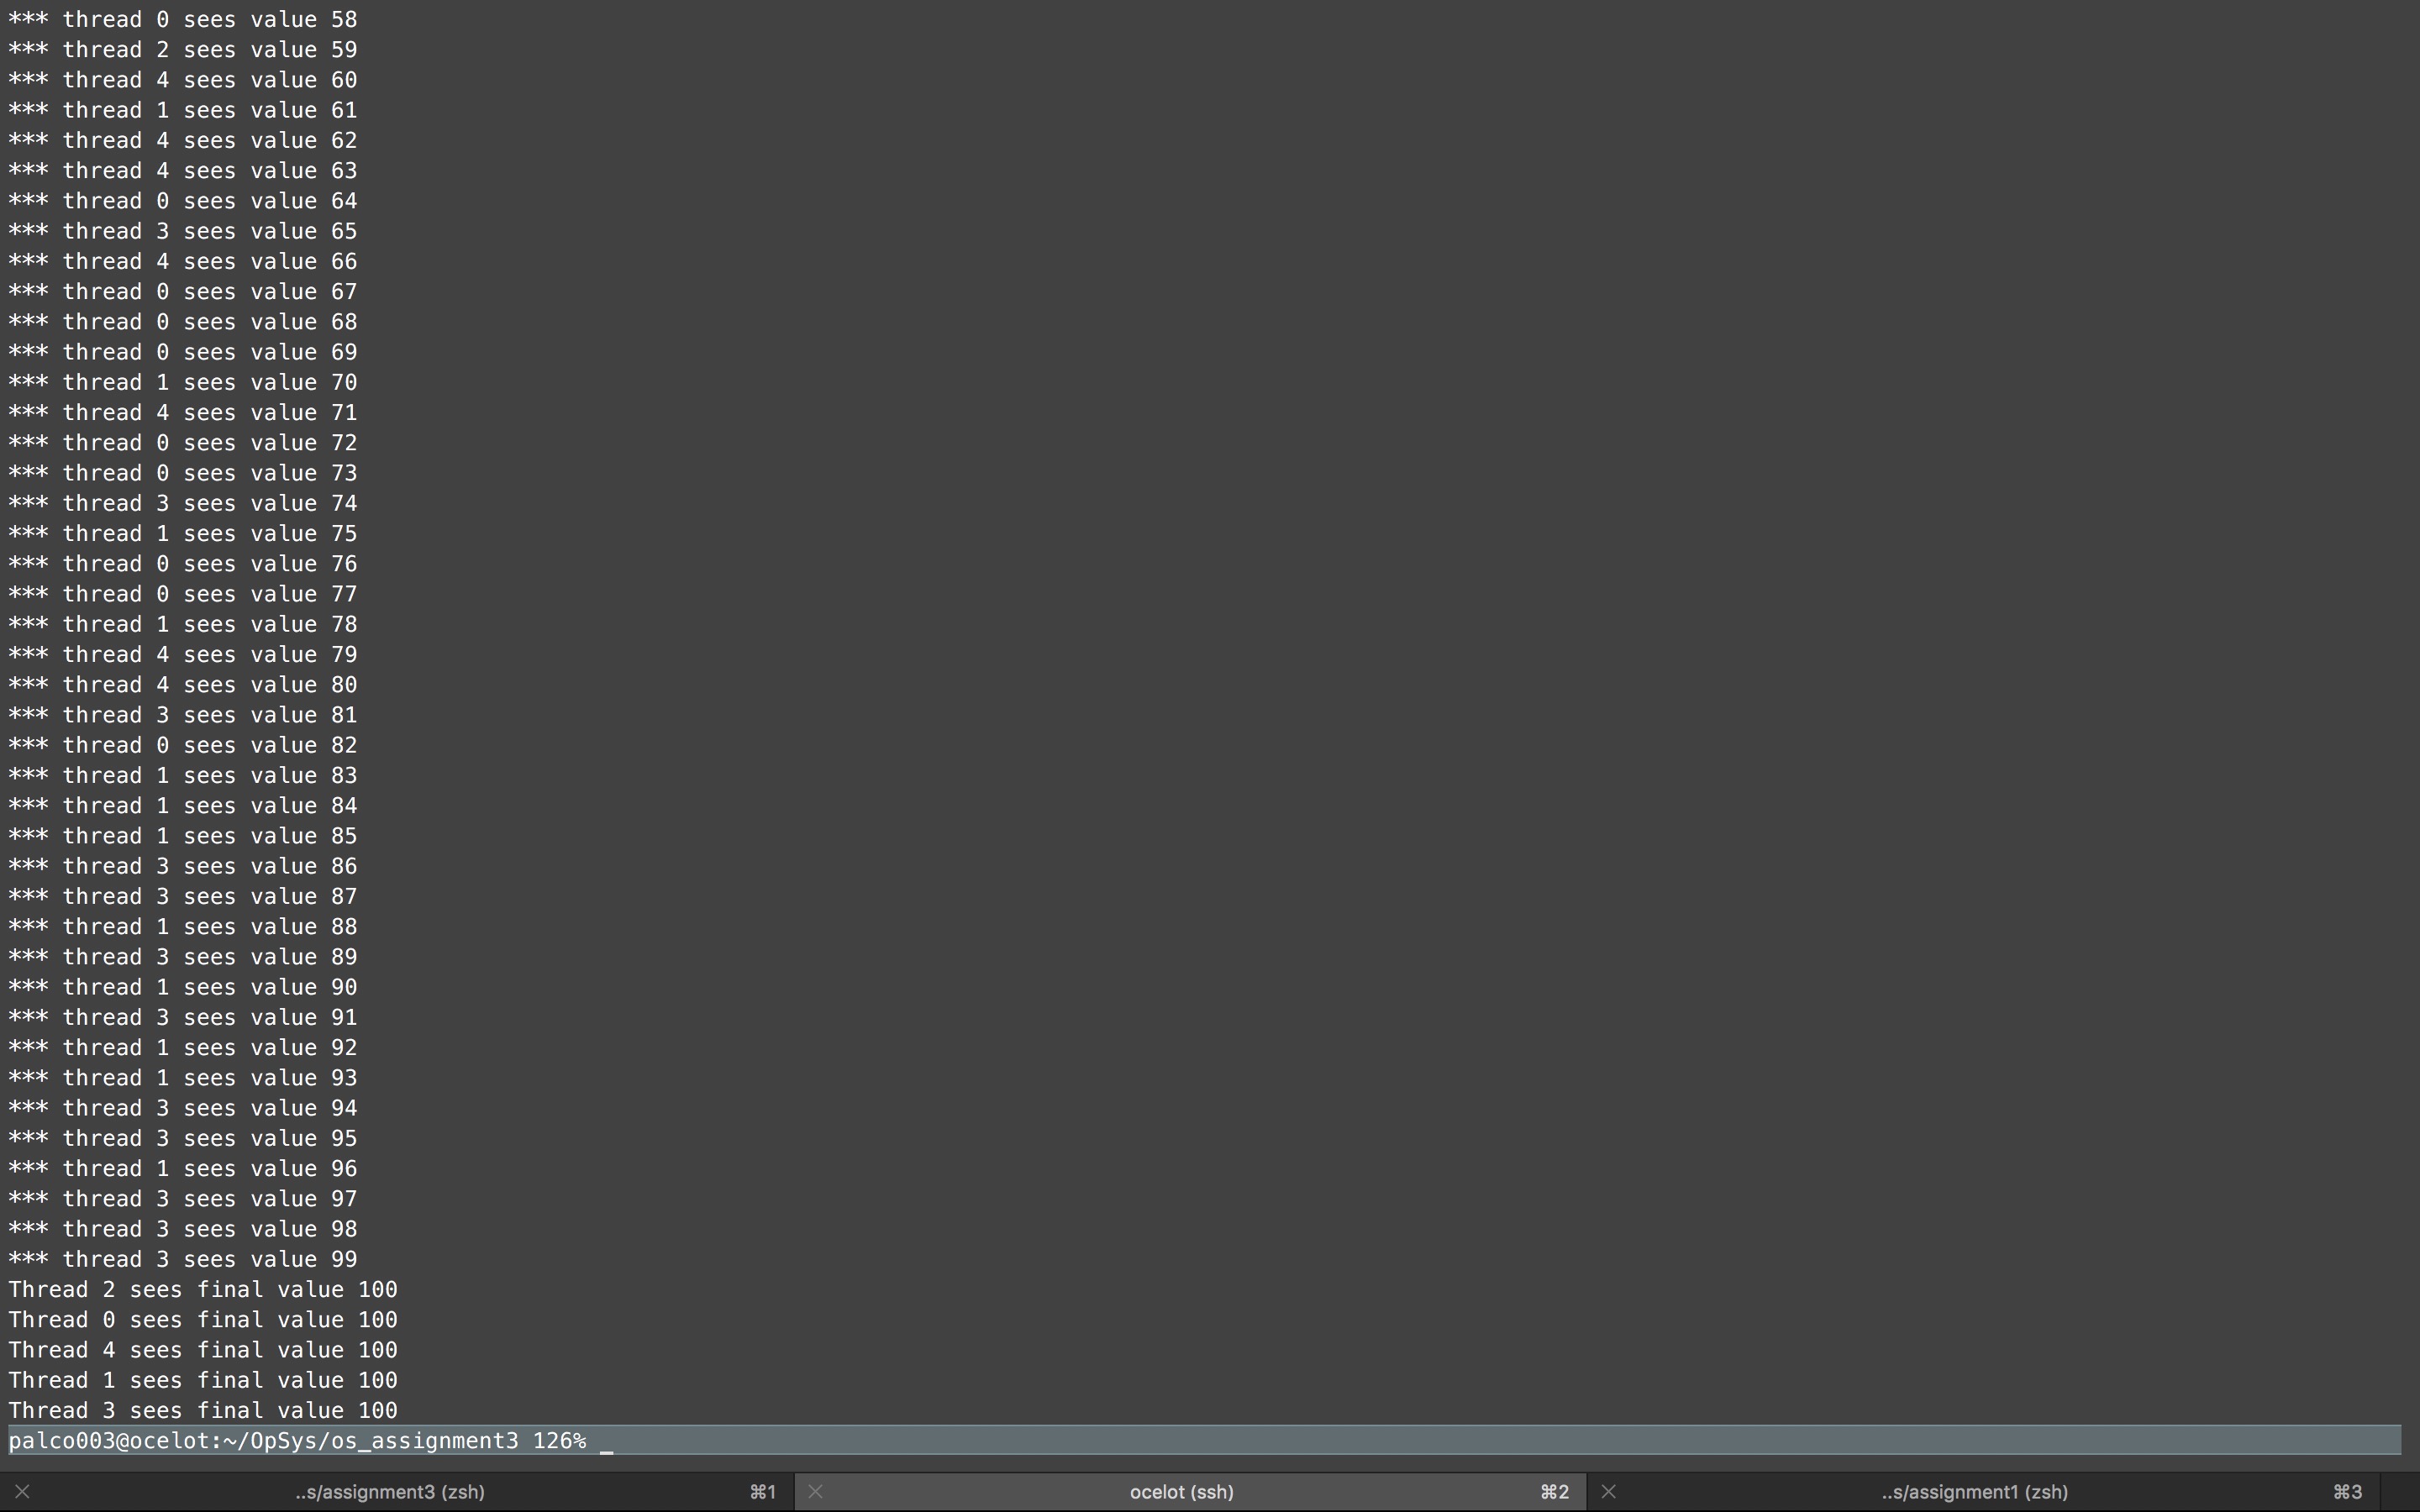 *** thread 0 sees value 58
*** thread 2 sees value 59
*** thread 4 sees value 60
*** thread 1 sees value 61
*** thread 4 sees value 62
*** thread 4 sees value 63
*** thread 0 sees value 64
*** thread 3 sees value 65
*** thread 4 sees value 66
*** thread 0 sees value 67
*** thread 0 sees value 68
*** thread 0 sees value 69
*** thread 1 sees value 70
*** thread 4 sees value 71
*** thread 0 sees value 72
*** thread 0 sees value 73
*** thread 3 sees value 74
*** thread 1 sees value 75
*** thread 0 sees value 76
*** thread 0 sees value 77
*** thread 1 sees value 78
*** thread 4 sees value 79
*** thread 4 sees value 80
*** thread 3 sees value 81
*** thread 0 sees value 82
*** thread 1 sees value 83
*** thread 1 sees value 84
*** thread 1 sees value 85
*** thread 3 sees value 86
*** thread 3 sees value 87
*** thread 1 sees value 88
*** thread 3 sees value 89
*** thread 1 sees value 90
*** thread 3 sees value 91
*** thread 1 sees value 92
*** thread 1 sees value 93
*** thread 3 sees value 94
*** thread 3 sees value 95
*** thread 1 sees value 96
*** thread 3 sees value 97
*** thread 3 sees value 98
*** thread 3 sees value 99
Thread 2 sees final value 100
Thread 0 sees final value 100
Thread 4 sees final value 100
Thread 1 sees final value 100
Thread 3 sees final value 100
palco003@ocelot:~/OpSys/os_assignment3 126% _
..s/assignment3 (zsh) ⌘1 ocelot (ssh) ⌘2 ..s/assignment1 (zsh) ⌘3